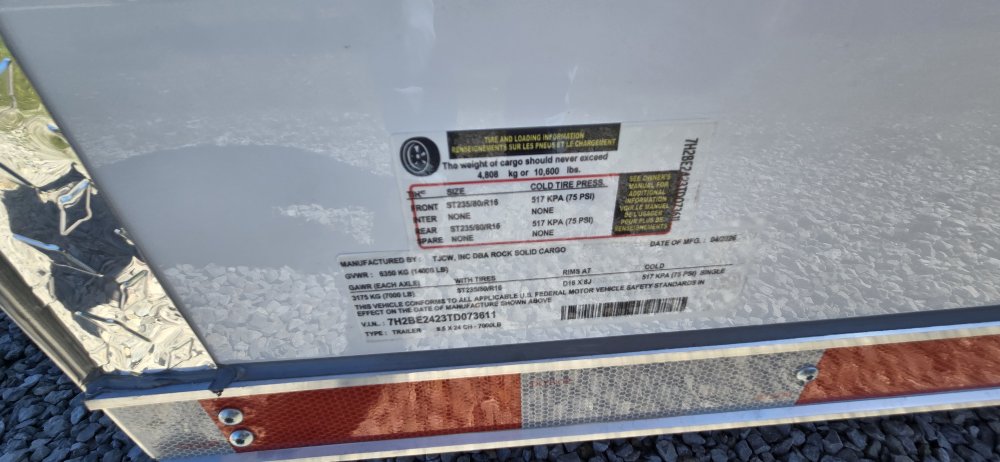 TIRE AND LOADING INFORMATION
RENSEIGNEMENTS SUR LES PNEUS ET LE CHARGEMENT
The weight of cargo should never exceed
4,808 kg or 10,600 lbs.
TIRE SIZE COLD TIRE PRESS.
FRONT ST235/80/R16 517 KPA (75 PSI)
INTER NONE NONE
REAR ST235/80/R16 517 KPA (75 PSI)
SPARE NONE NONE
SEE OWNER'S
MANUAL FOR
ADDITIONAL
INFORMATION
VOIR LE MANUEL
DE L'USAGER
POUR PLUS DE
RENSEIGNEMENTS
MANUFACTURED BY: TJCW, INC DBA ROCK SOLID CARGO DATE OF MFG.: 04/2026
GVWR: 6350 KG (14000 LB)
GAWR (EACH AXLE) WITH TIRES RIMS A7 COLD
3175 KG (7000 LB) ST235/80/R16 D16 X 6J 517 KPA (75 PSI) SINGLE
THIS VEHICLE CONFORMS TO ALL APPLICABLE U.S. FEDERAL MOTOR VEHICLE SAFETY STANDARDS IN
EFFECT ON THE DATE OF MANUFACTURE SHOWN ABOVE
V.I.N.: 7H2BE2423TD073611
TYPE: TRAILER 8.5 X 24 CH - 7000LB